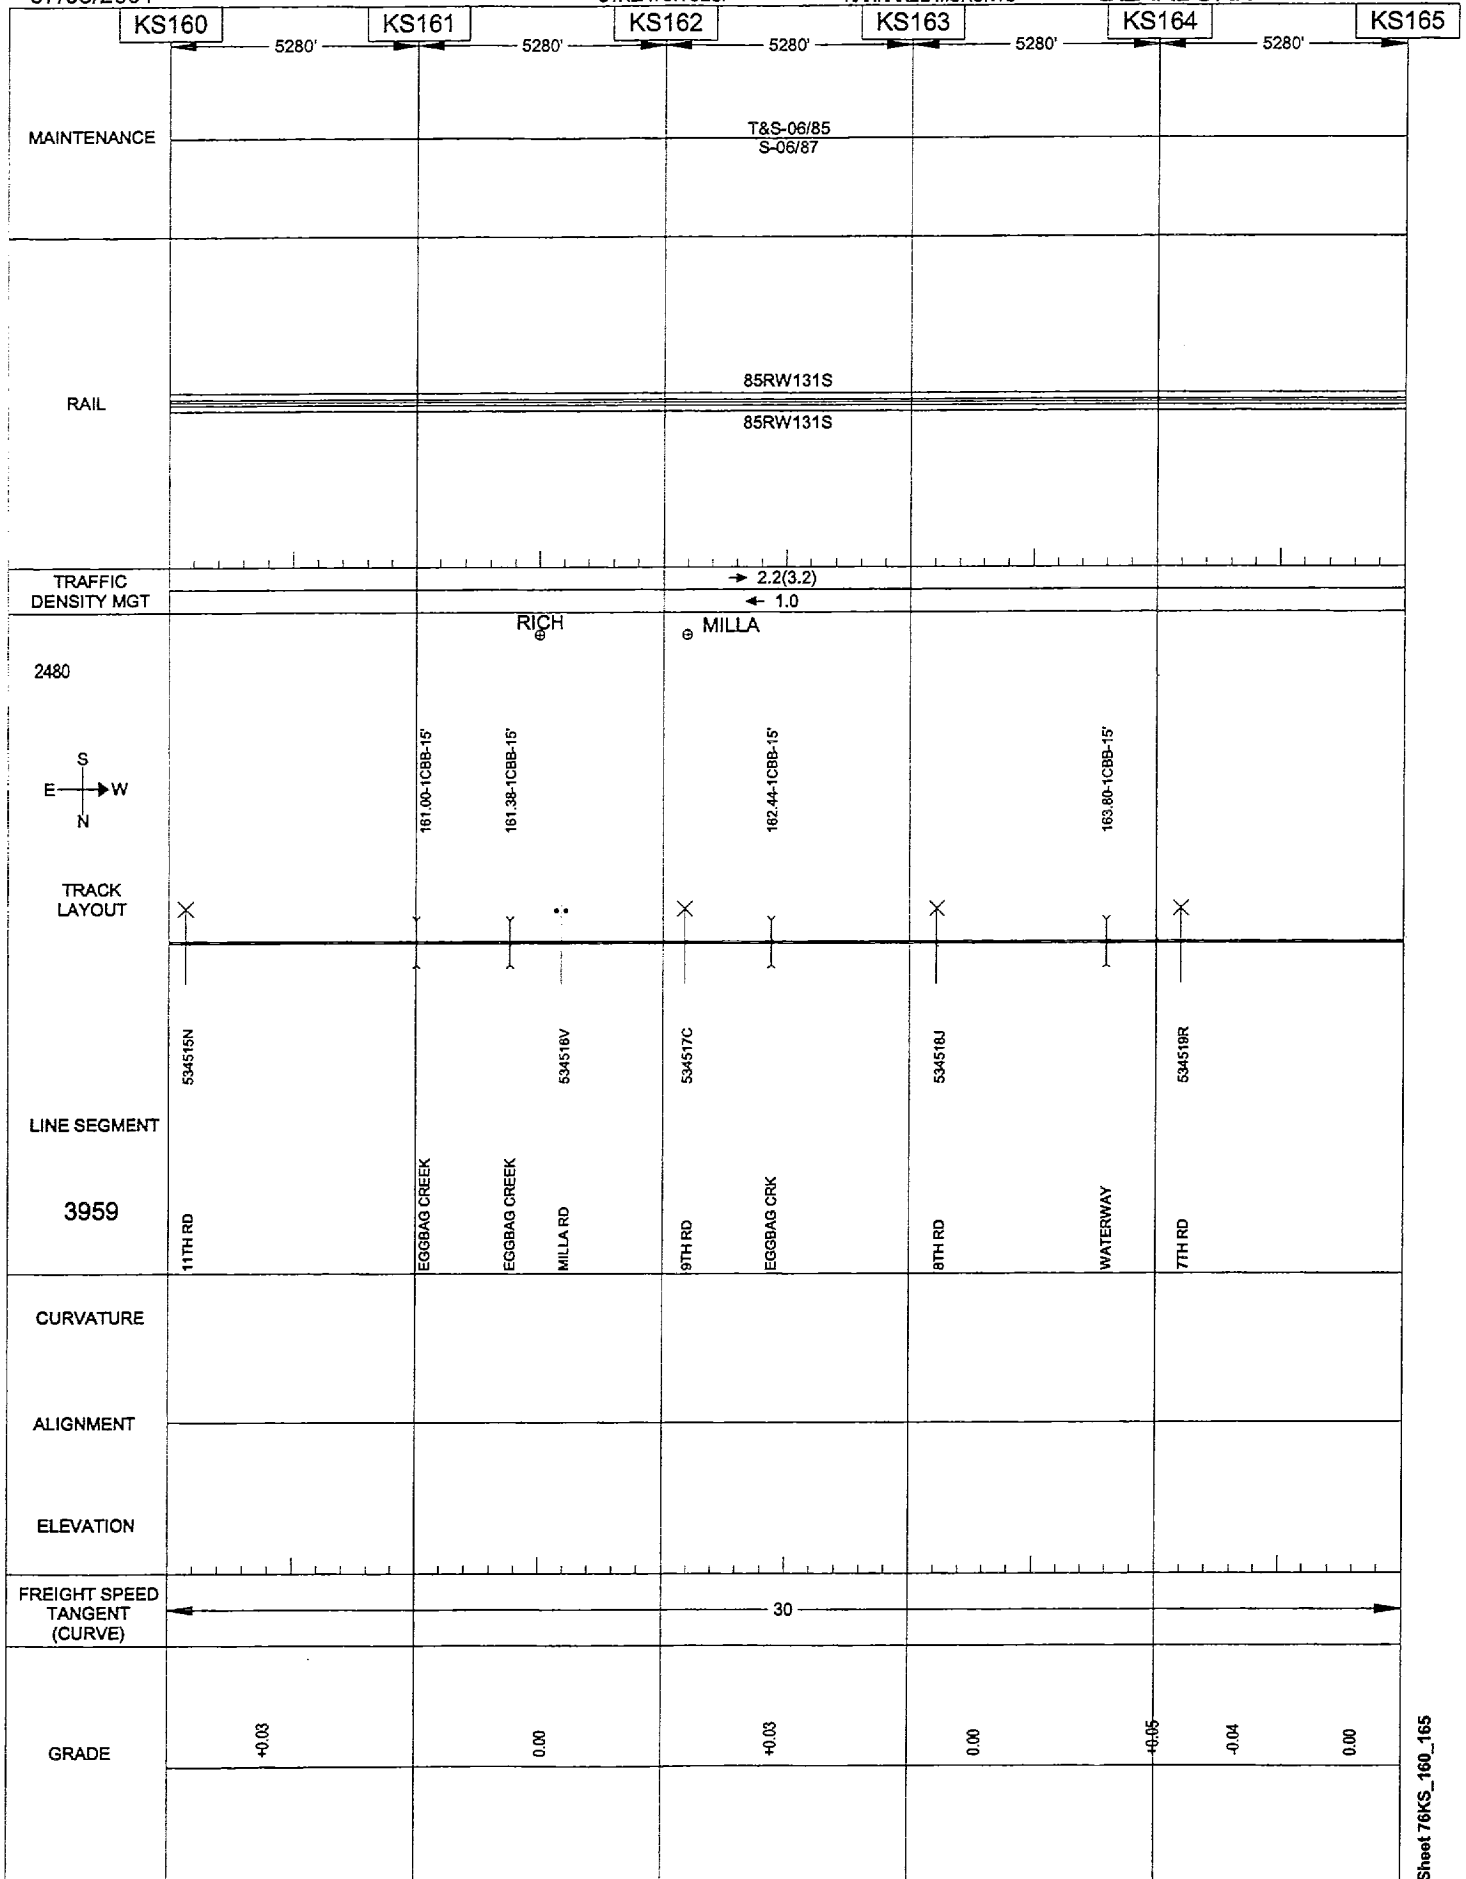 KS160 KS161 KS162 KS163 KS164 KS165
5280' 5280' 5280' 5280' 5280'
MAINTENANCE
T&S-06/85
S-06/87
RAIL
85RW131S
85RW131S
TRAFFIC
DENSITY MGT
→ 2.2(3.2)
← 1.0
RICH
MILLA
2480
S
E W
N
161.00-1CBB-15'
161.38-1CBB-15'
162.44-1CBB-15'
163.80-1CBB-15'
TRACK
LAYOUT
534515N
534516V
534517C
534518J
534519R
LINE SEGMENT
3959
11TH RD
EGGBAG CREEK
EGGBAG CREEK
MILLA RD
9TH RD
EGGBAG CRK
8TH RD
WATERWAY
7TH RD
CURVATURE
ALIGNMENT
ELEVATION
FREIGHT SPEED
TANGENT
(CURVE)
30
GRADE
+0.03
0.00
+0.03
0.00
+0.05
-0.04
0.00
Sheet 76KS_160_165